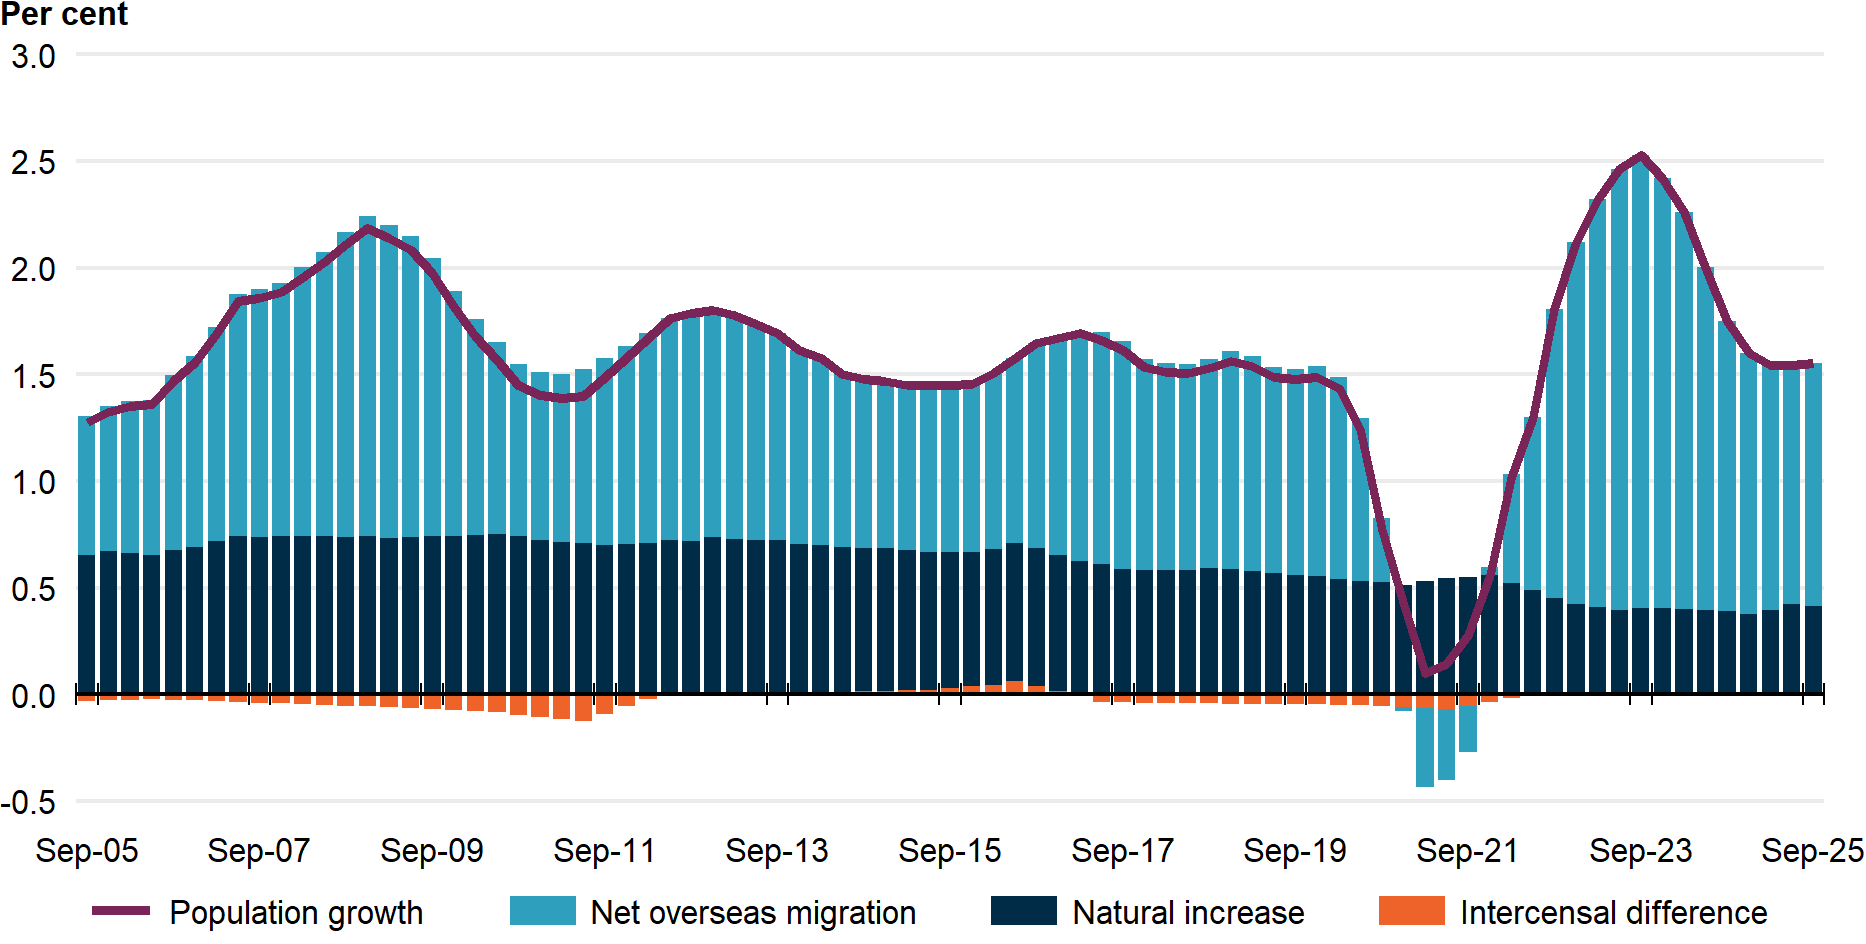 Per cent
3.0
2.5
2.0
1.5
1.0
0.5
0.0
-0.5
Sep-05 Sep-07 Sep-09 Sep-11 Sep-13 Sep-15 Sep-17 Sep-19 Sep-21 Sep-23 Sep-25
Population growth Net overseas migration Natural increase Intercensal difference